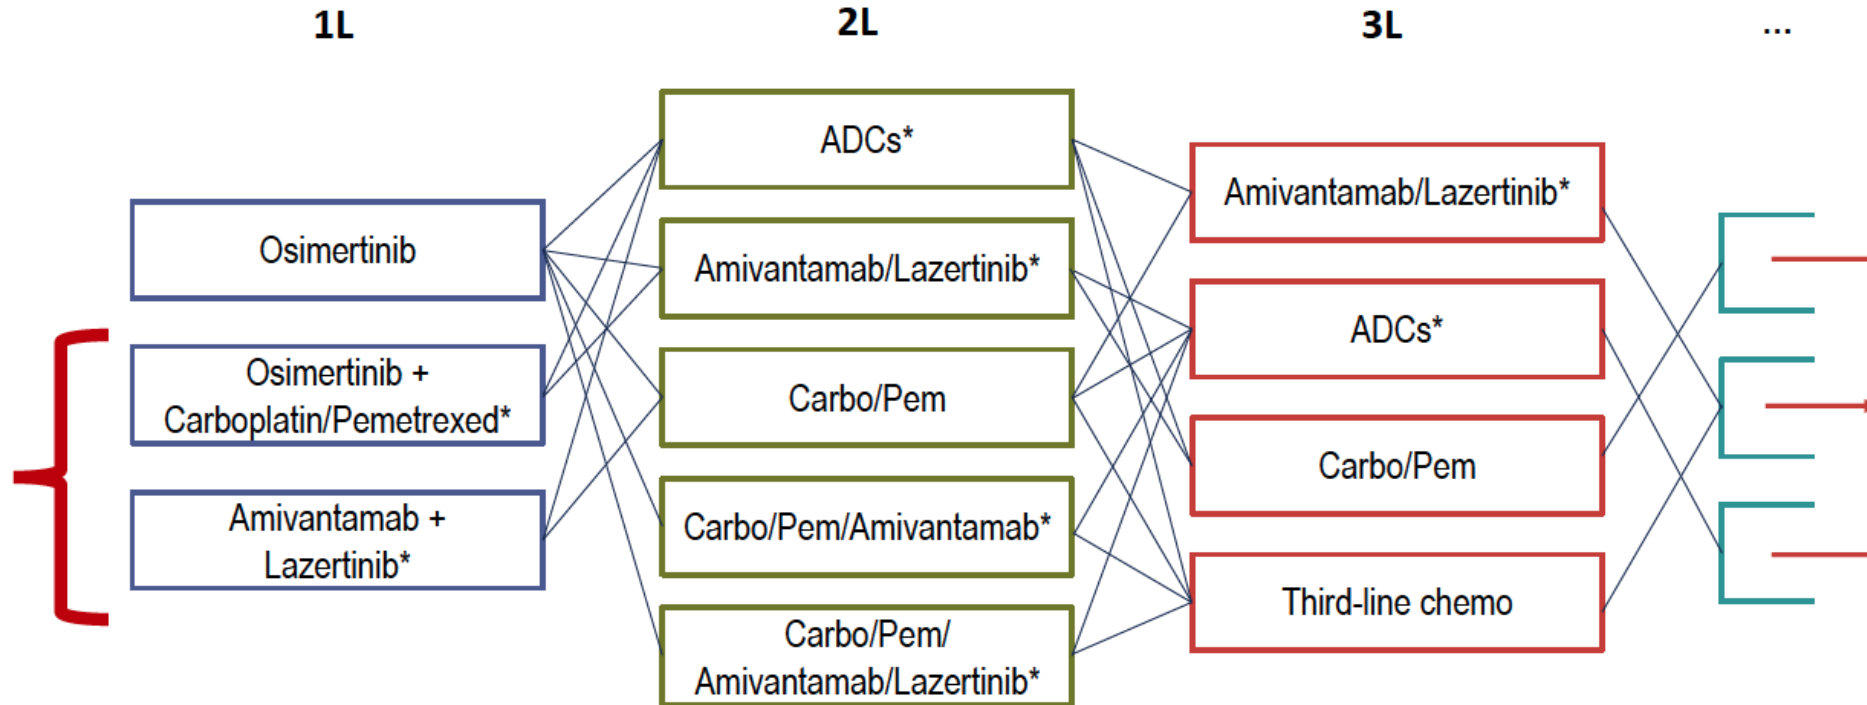 1L
2L
3L
...
Osimertinib
Osimertinib +
Carboplatin/Pemetrexed*
Amivantamab +
Lazertinib*
ADCs*
Amivantamab/Lazertinib*
Carbo/Pem
Carbo/Pem/Amivantamab*
Carbo/Pem/
Amivantamab/Lazertinib*
Amivantamab/Lazertinib*
ADCs*
Carbo/Pem
Third-line chemo